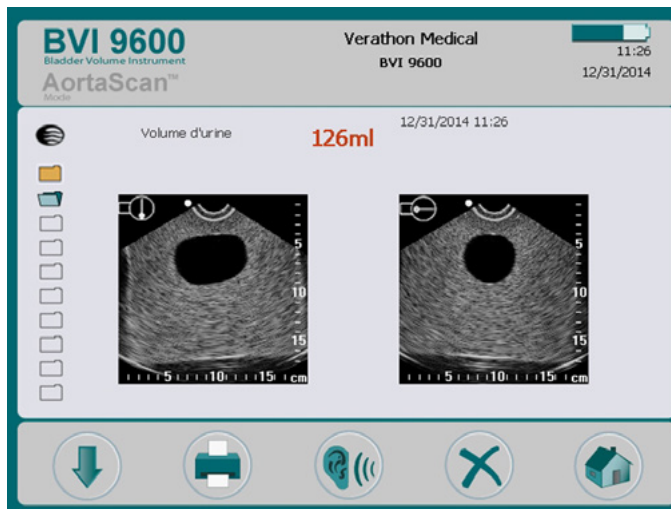 BVI 9600
Bladder Volume Instrument
AortaScan™
Mode
Verathon Medical
BVI 9600
11:26
12/31/2014
Volume d'urine
126ml
12/31/2014 11:26
5
10
15
5 10 15 cm
5
10
15
5 10 15 cm